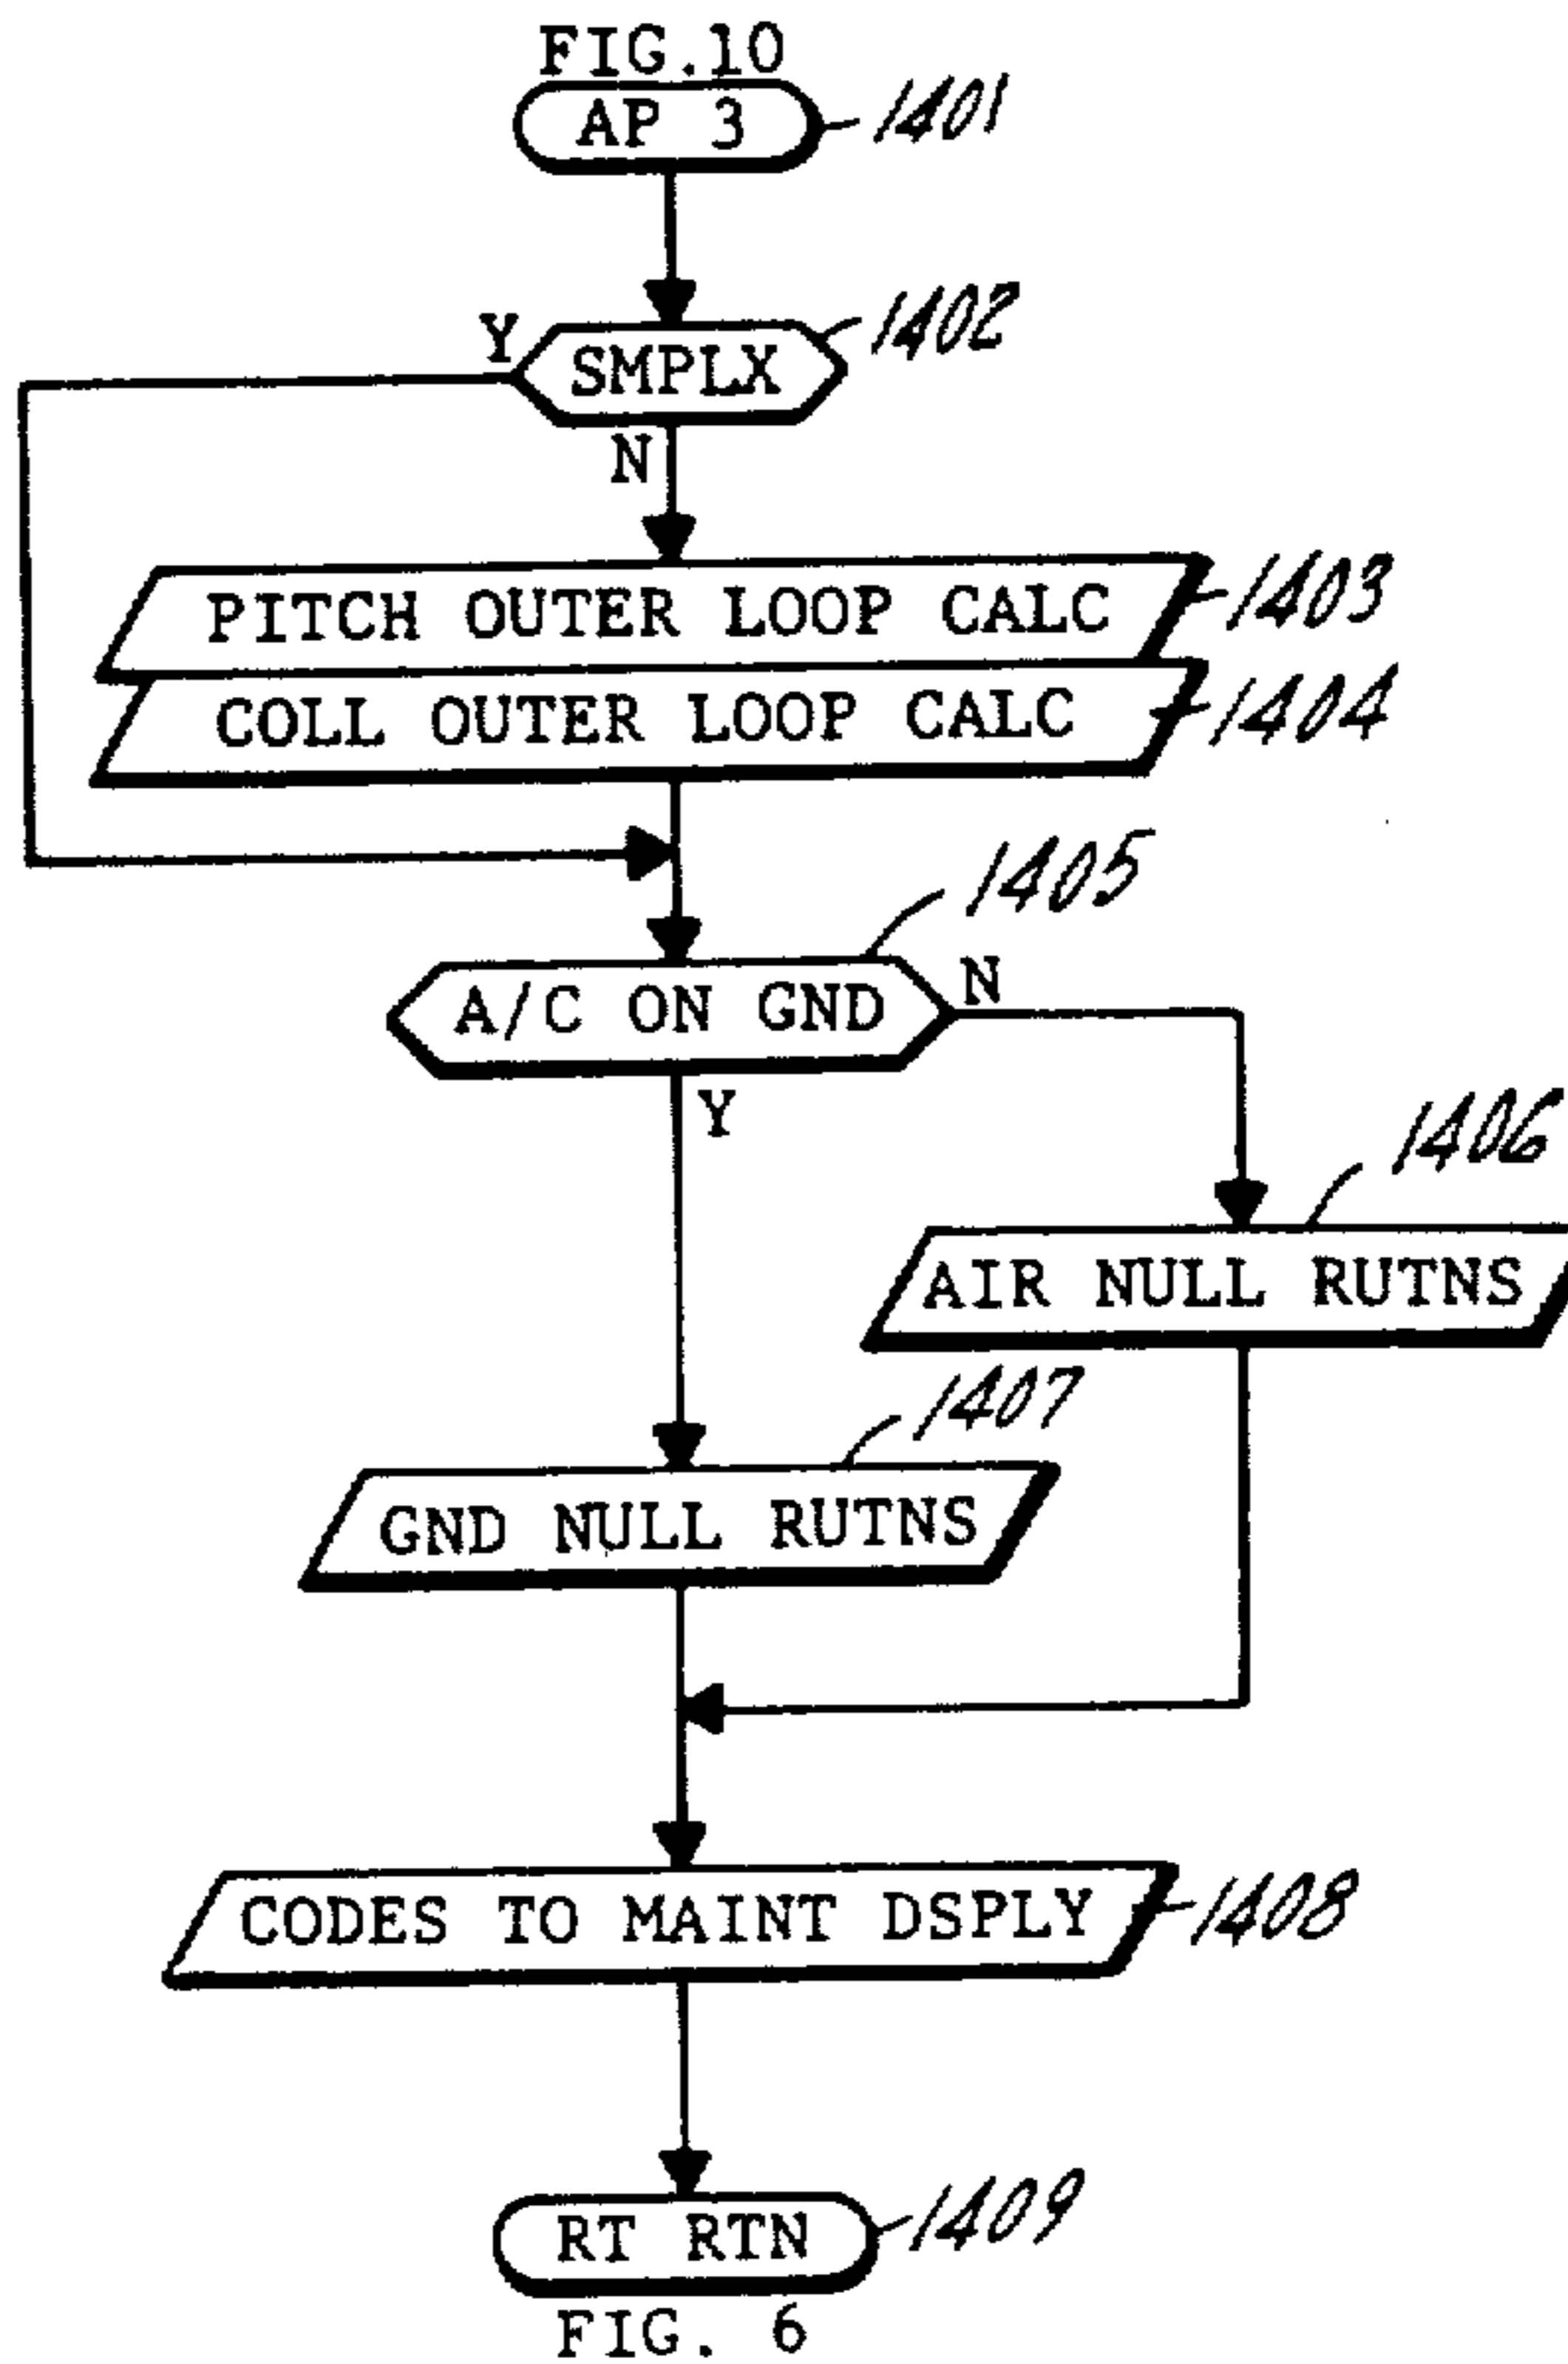 FIG.10
AP 3
1401
1402
Y
SMPLX
N
PITCH OUTER LOOP CALC
1403
COLL OUTER LOOP CALC
1404
1405
A/C ON GND
N
Y
1406
AIR NULL RUTNS
1407
GND NULL RUTNS
CODES TO MAINT DSPLY
1408
RT RTN
1409
FIG. 6